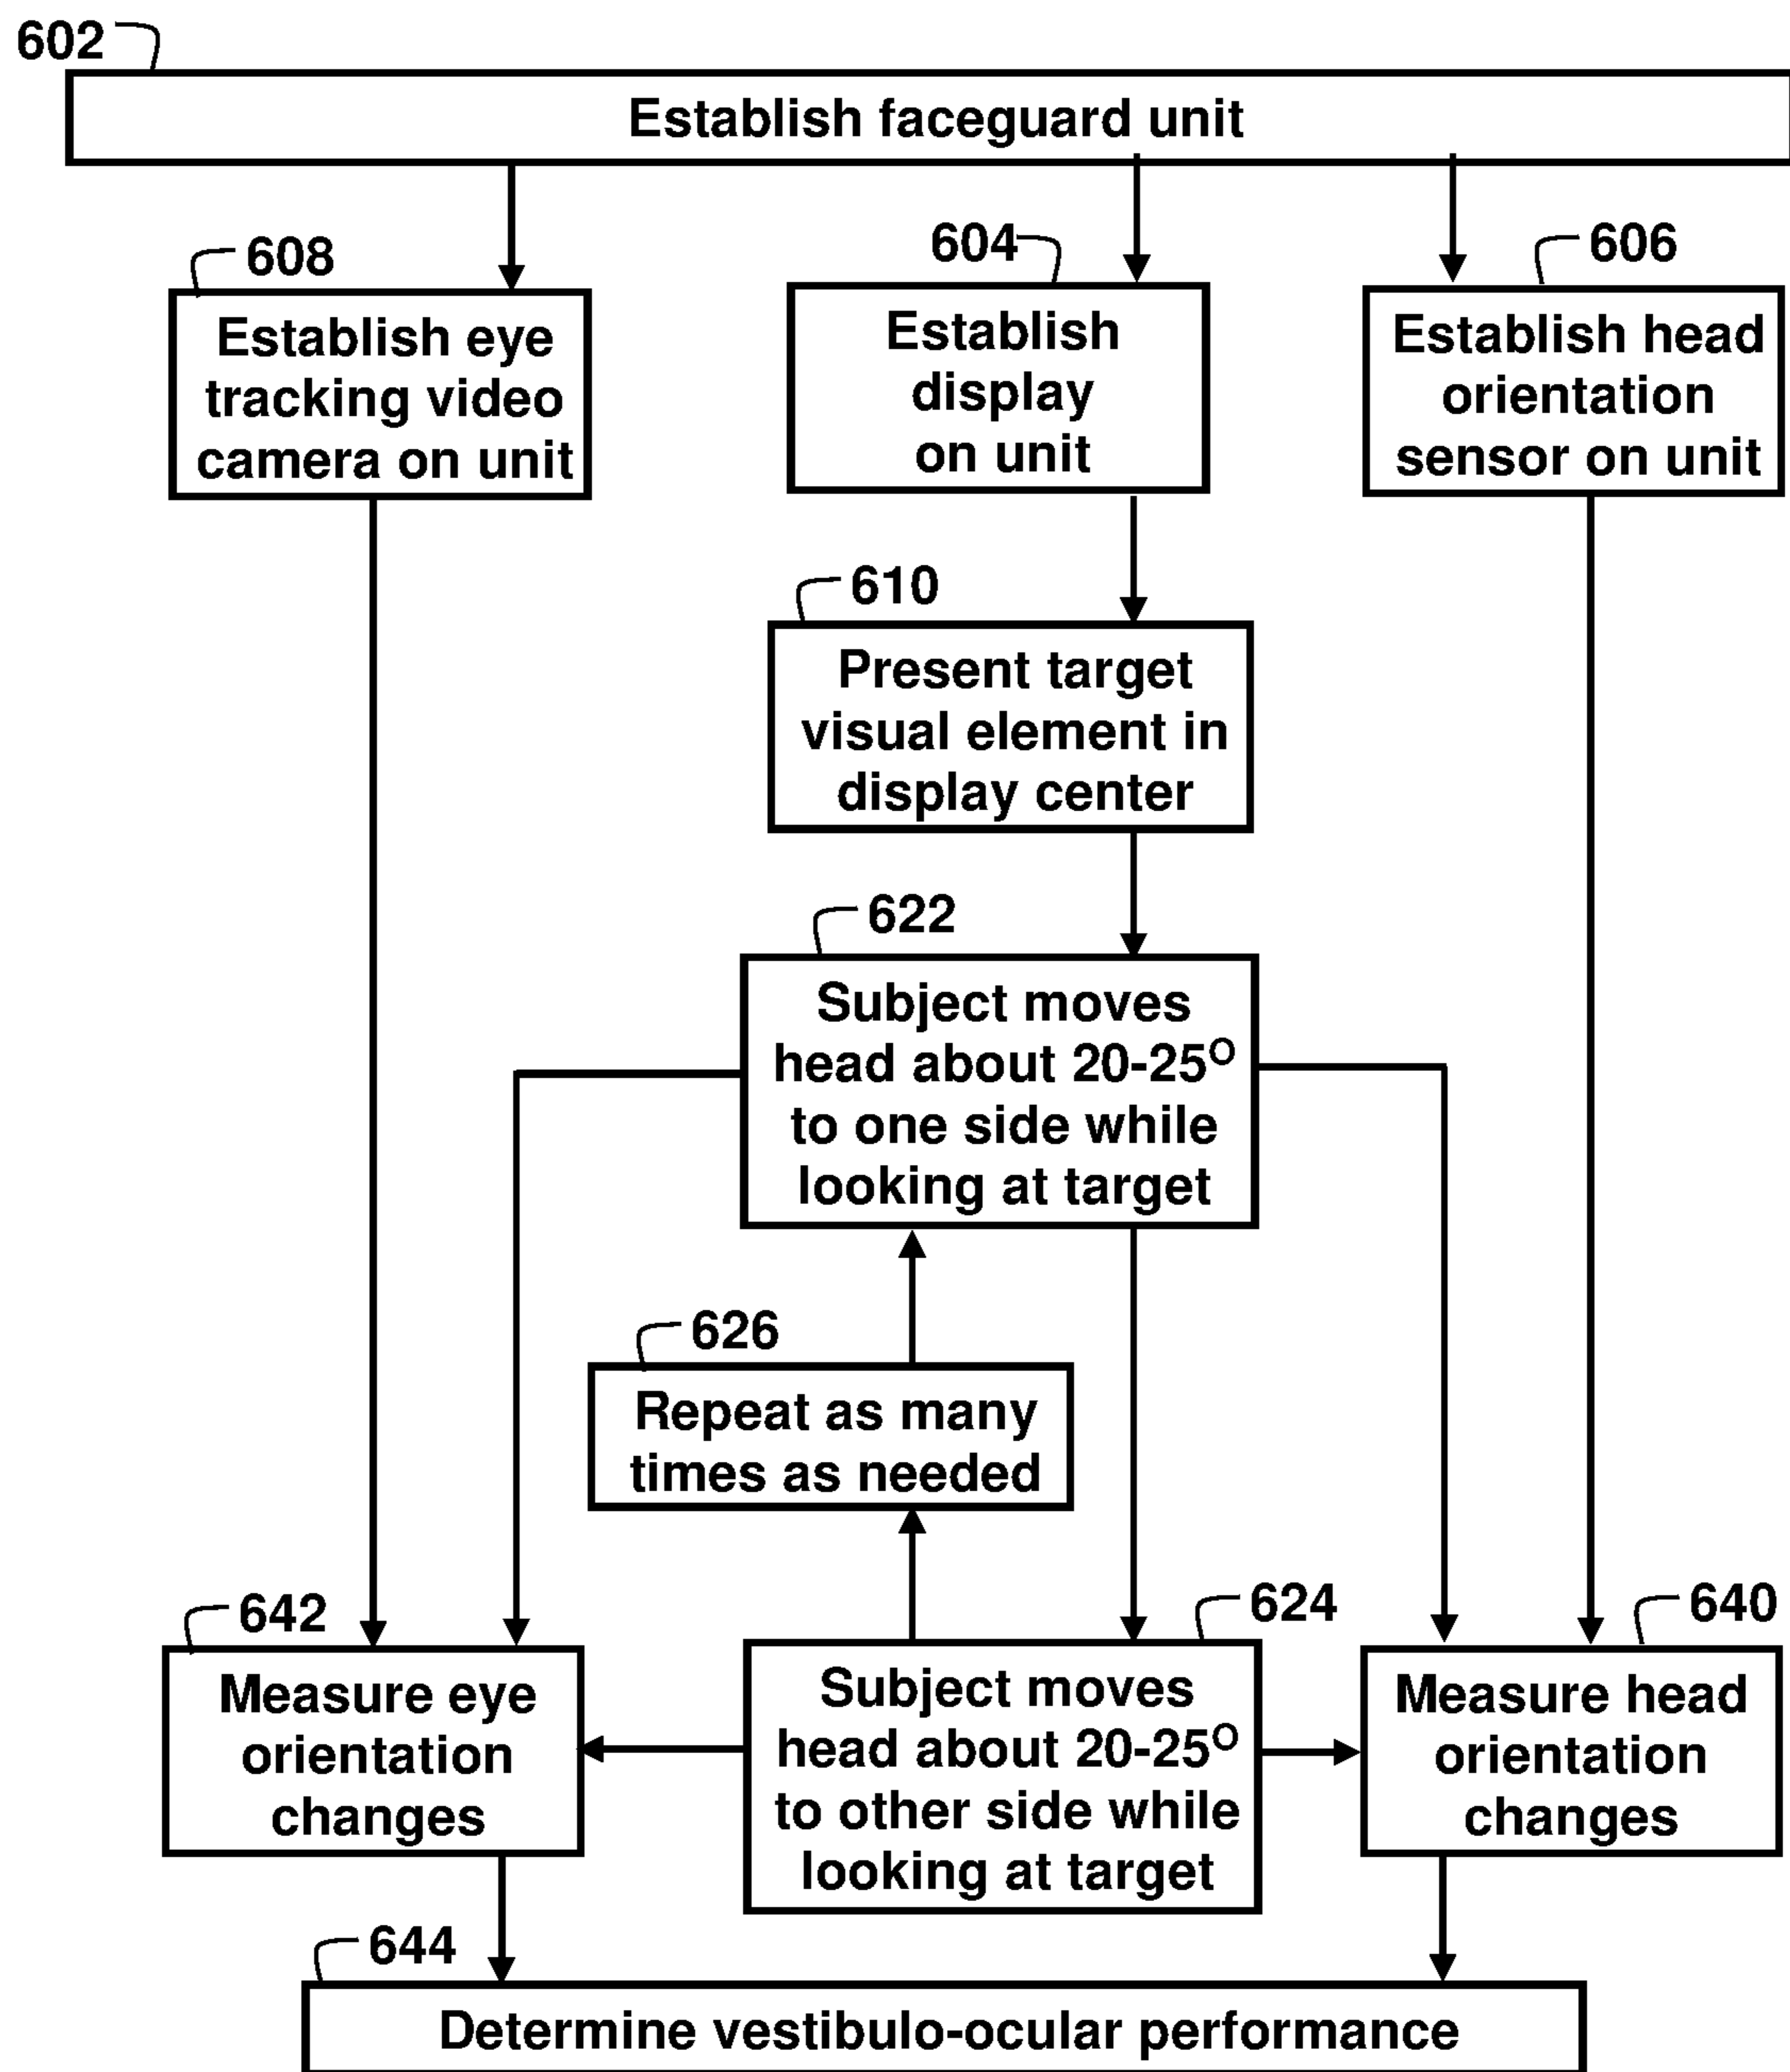 602
Establish faceguard unit
608
604
606
Establish eye
tracking video
camera on unit
Establish
display
on unit
Establish head
orientation
sensor on unit
610
Present target
visual element in
display center
622
Subject moves
head about 20-25O
to one side while
looking at target
626
Repeat as many
times as needed
642
624
640
Measure eye
orientation
changes
Subject moves
head about 20-25O
to other side while
looking at target
Measure head
orientation
changes
644
Determine vestibulo-ocular performance